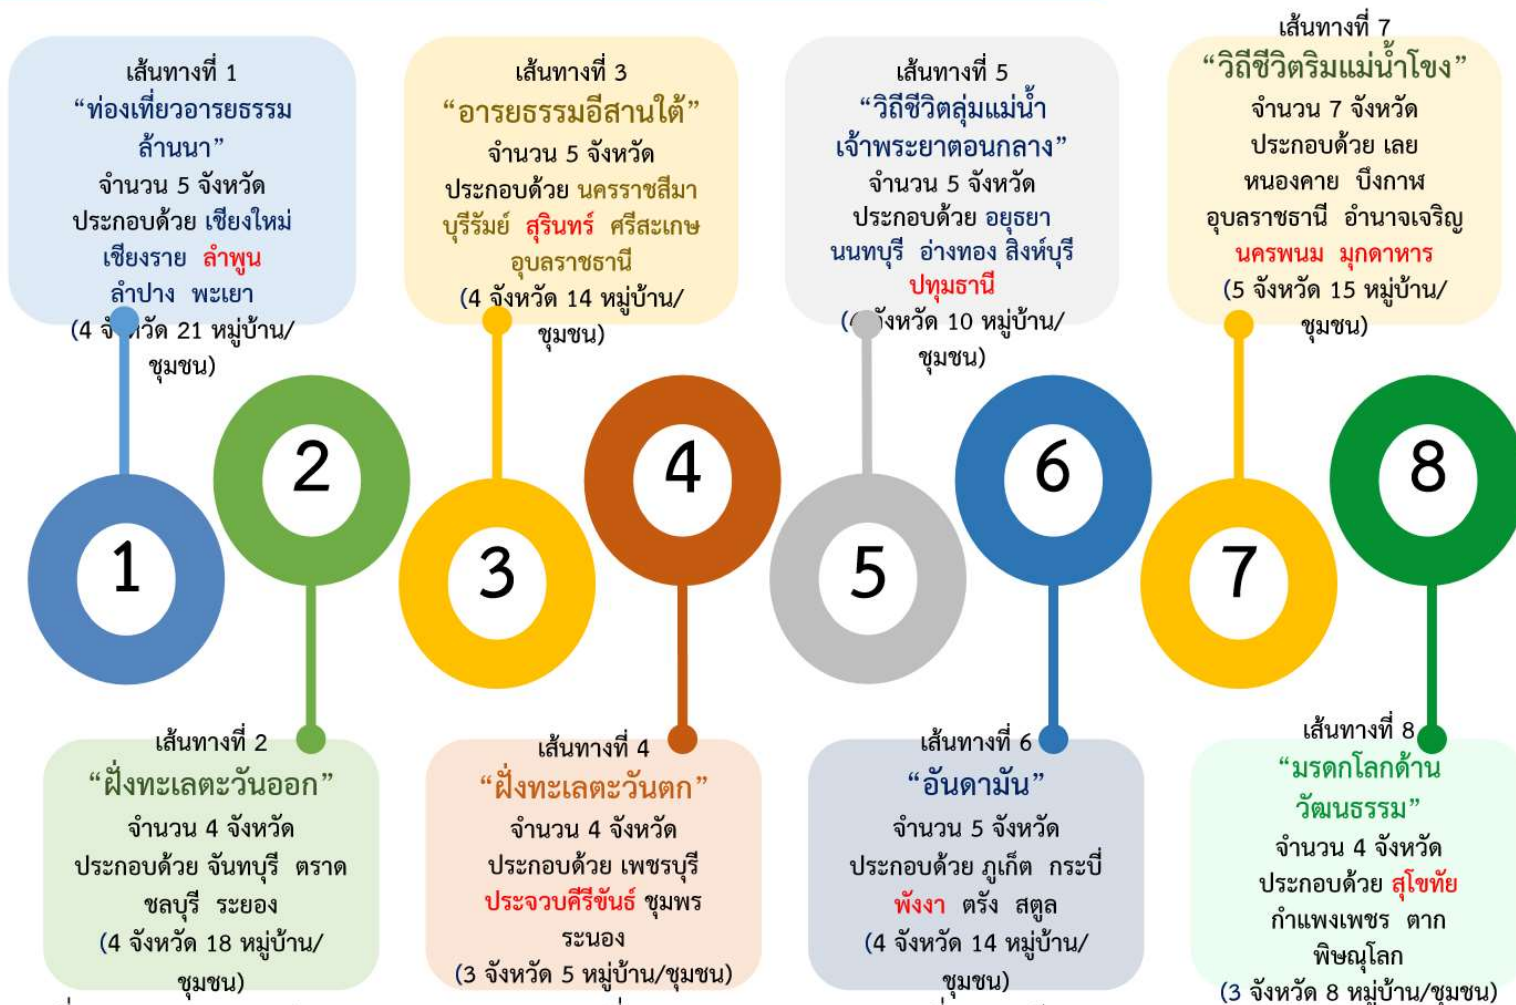 เส้นทางที่ 1
“ท่องเที่ยวอารยธรรม
ล้านนา”
จำนวน 5 จังหวัด
ประกอบด้วย เชียงใหม่
เชียงราย ลำพูน
ลำปาง พะเยา
(4 จังหวัด 21 หมู่บ้าน/
ชุมชน)
เส้นทางที่ 3
“อารยธรรมอีสานใต้”
จำนวน 5 จังหวัด
ประกอบด้วย นครราชสีมา
บุรีรัมย์ สุรินทร์ ศรีสะเกษ
อุบลราชธานี
(4 จังหวัด 14 หมู่บ้าน/
ชุมชน)
เส้นทางที่ 5
“วิถีชีวิตลุ่มแม่น้ำ
เจ้าพระยาตอนกลาง”
จำนวน 5 จังหวัด
ประกอบด้วย อยุธยา
นนทบุรี อ่างทอง สิงห์บุรี
ปทุมธานี
จังหวัด 10 หมู่บ้าน/
ชุมชน)
เส้นทางที่ 7
“วิถีชีวิตริมแม่น้ำโขง”
จำนวน 7 จังหวัด
ประกอบด้วย เลย
หนองคาย บึงกาฬ
อุบลราชธานี อำนาจเจริญ
นครพนม มุกดาหาร
(5 จังหวัด 15 หมู่บ้าน/
ชุมชน)
1
2
3
4
5
6
7
8
เส้นทางที่ 2
“ฝั่งทะเลตะวันออก”
จำนวน 4 จังหวัด
ประกอบด้วย จันทบุรี ตราด
ชลบุรี ระยอง
(4 จังหวัด 18 หมู่บ้าน/
ชุมชน)
เส้นทางที่ 4
“ฝั่งทะเลตะวันตก”
จำนวน 4 จังหวัด
ประกอบด้วย เพชรบุรี
ประจวบคีรีขันธ์ ชุมพร
ระนอง
(3 จังหวัด 5 หมู่บ้าน/ชุมชน)
เส้นทางที่ 6
“อันดามัน”
จำนวน 5 จังหวัด
ประกอบด้วย ภูเก็ต กระบี่
พังงา ตรัง สตูล
(4 จังหวัด 14 หมู่บ้าน/
ชุมชน)
เส้นทางที่ 8
“มรดกโลกด้าน
วัฒนธรรม”
จำนวน 4 จังหวัด
ประกอบด้วย สุโขทัย
กำแพงเพชร ตาก
พิษณุโลก
(3 จังหวัด 8 หมู่บ้าน/ชุมชน)